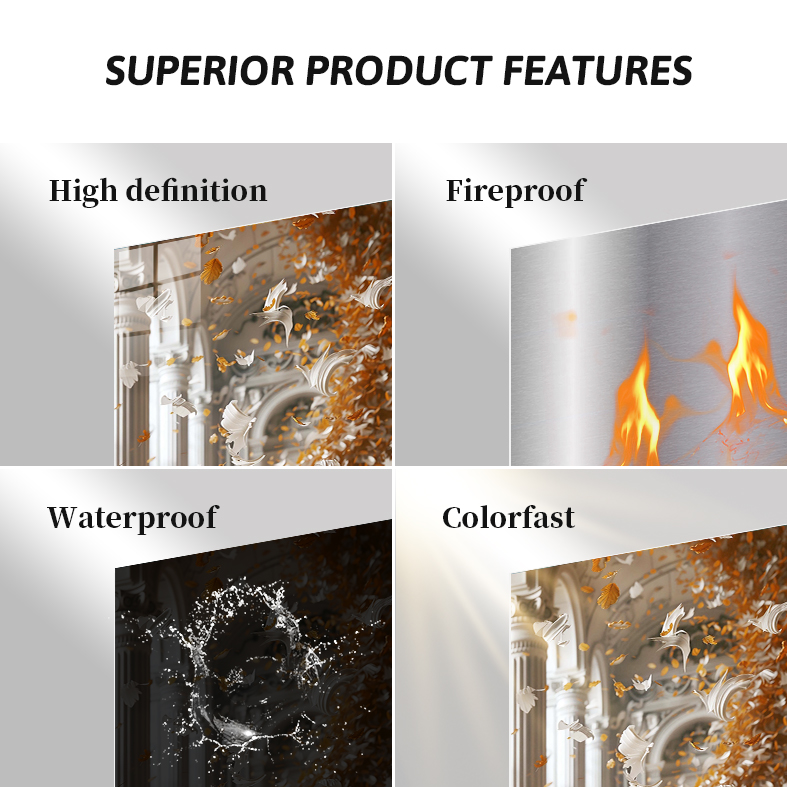 SUPERIOR PRODUCT FEATURES
High definition
Fireproof
Waterproof
Colorfast